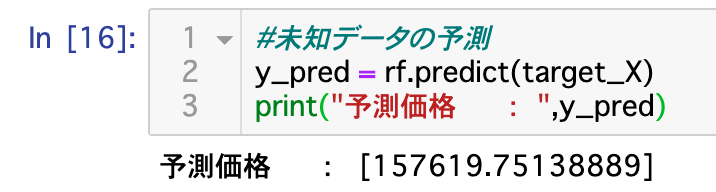 In [16]:
1 #未知データの予測
2 y_pred = rf.predict(target_X)
3 print("予測価格　 : ",y_pred)
予測価格　 : [157619.75138889]